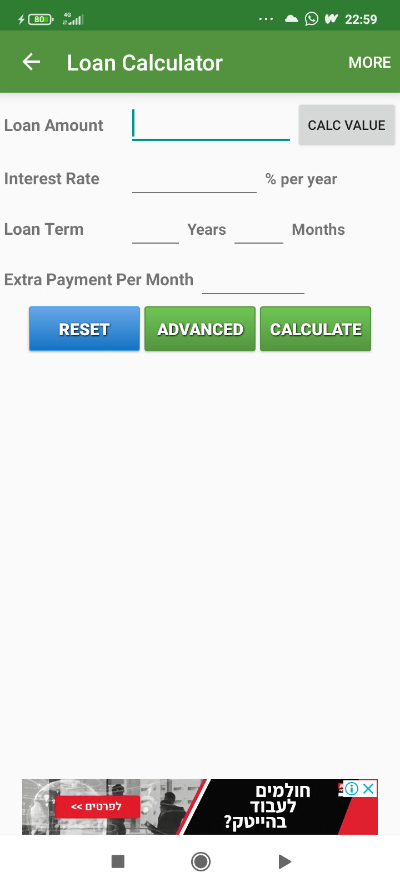 80 4G 22:59
Loan Calculator MORE
Loan Amount CALC VALUE
Interest Rate % per year
Loan Term Years Months
Extra Payment Per Month
RESET ADVANCED CALCULATE
חולמים
לעבוד
בהייטק?
לפרטים >>